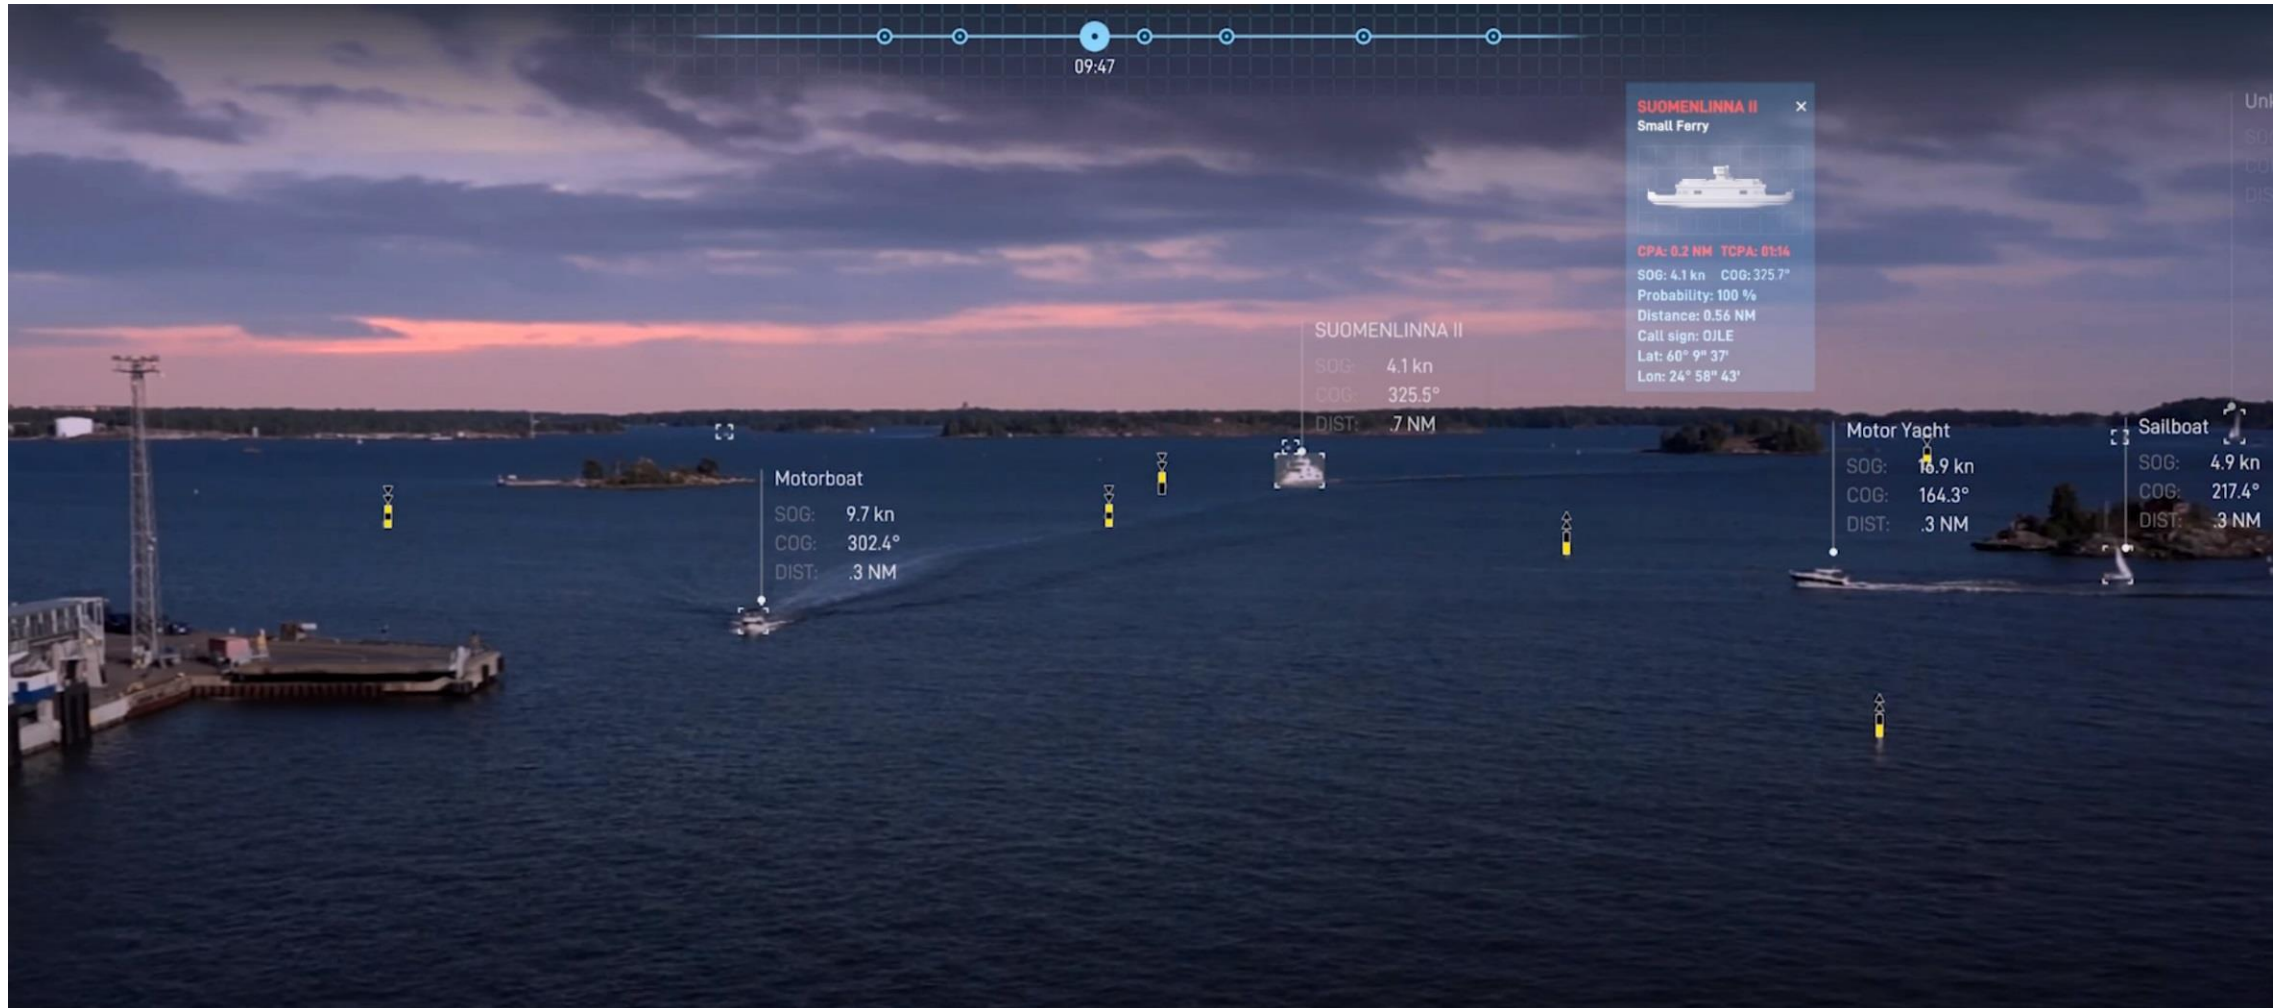 09:47
SUOMENLINNA II
Small Ferry
CPA: 0.2 NM TCPA: 01:14
SOG: 4.1 kn COG: 325.7°
Probability: 100 %
Distance: 0.56 NM
Call sign: OJLE
Lat: 60° 9" 37'
Lon: 24° 58" 43'
SUOMENLINNA II
SOG: 4.1 kn
COG: 325.5°
DIST: .7 NM
Motorboat
SOG: 9.7 kn
COG: 302.4°
DIST: .3 NM
Motor Yacht
SOG: 16.9 kn
COG: 164.3°
DIST: .3 NM
Sailboat
SOG: 4.9 kn
COG: 217.4°
DIST: .3 NM